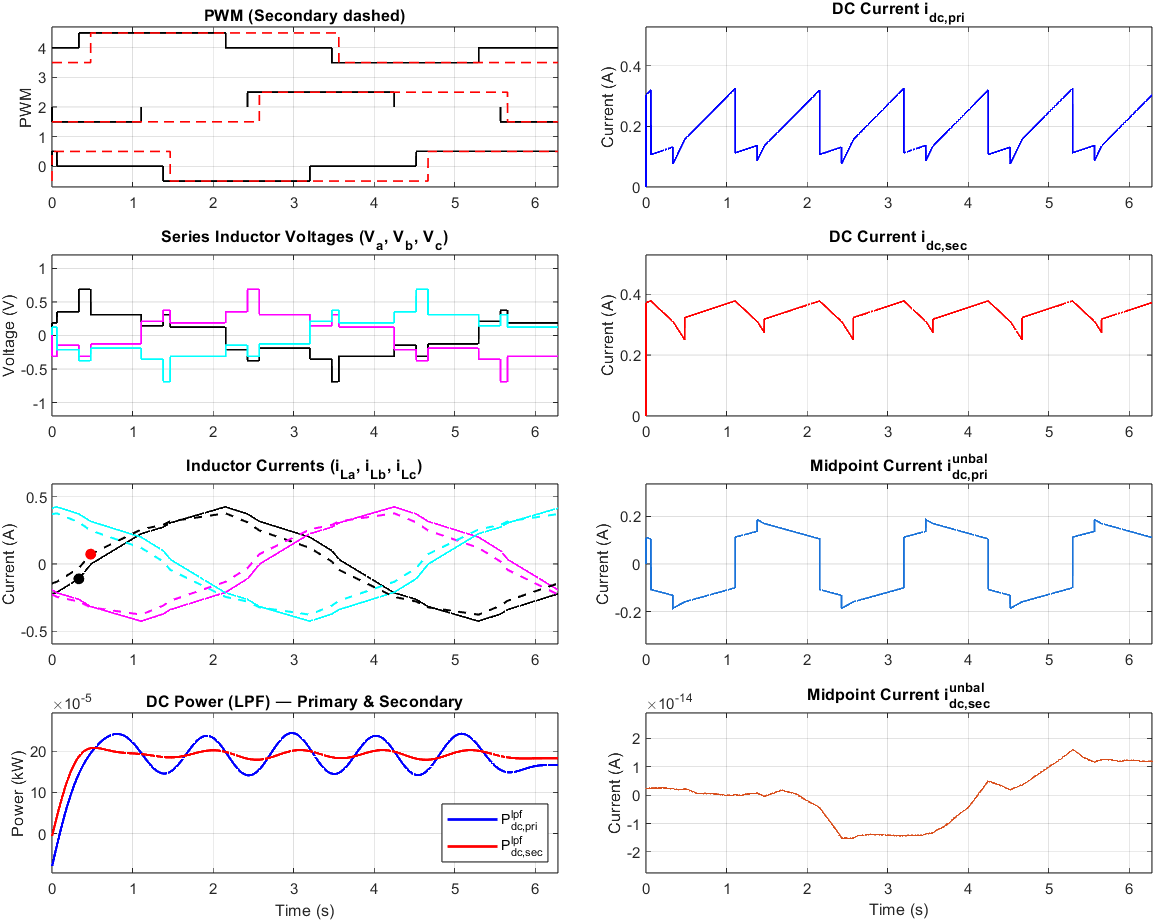 PWM (Secondary dashed)
PWM
4
3
2
1
0
0 1 2 3 4 5 6
DC Current i_dc,pri
Current (A)
0.4
0.2
0
0 1 2 3 4 5 6
Series Inductor Voltages (V_a, V_b, V_c)
Voltage (V)
1
0.5
0
-0.5
-1
0 1 2 3 4 5 6
DC Current i_dc,sec
Current (A)
0.4
0.2
0
0 1 2 3 4 5 6
Inductor Currents (i_La, i_Lb, i_Lc)
Current (A)
0.5
0
-0.5
0 1 2 3 4 5 6
Midpoint Current i^unbal_dc,pri
Current (A)
0.2
0
-0.2
0 1 2 3 4 5 6
DC Power (LPF) — Primary & Secondary
×10^-5
Power (kW)
20
10
0
P^lpf_dc,pri
P^lpf_dc,sec
0 1 2 3 4 5 6
Time (s)
Midpoint Current i^unbal_dc,sec
×10^-14
Current (A)
2
1
0
-1
-2
0 1 2 3 4 5 6
Time (s)